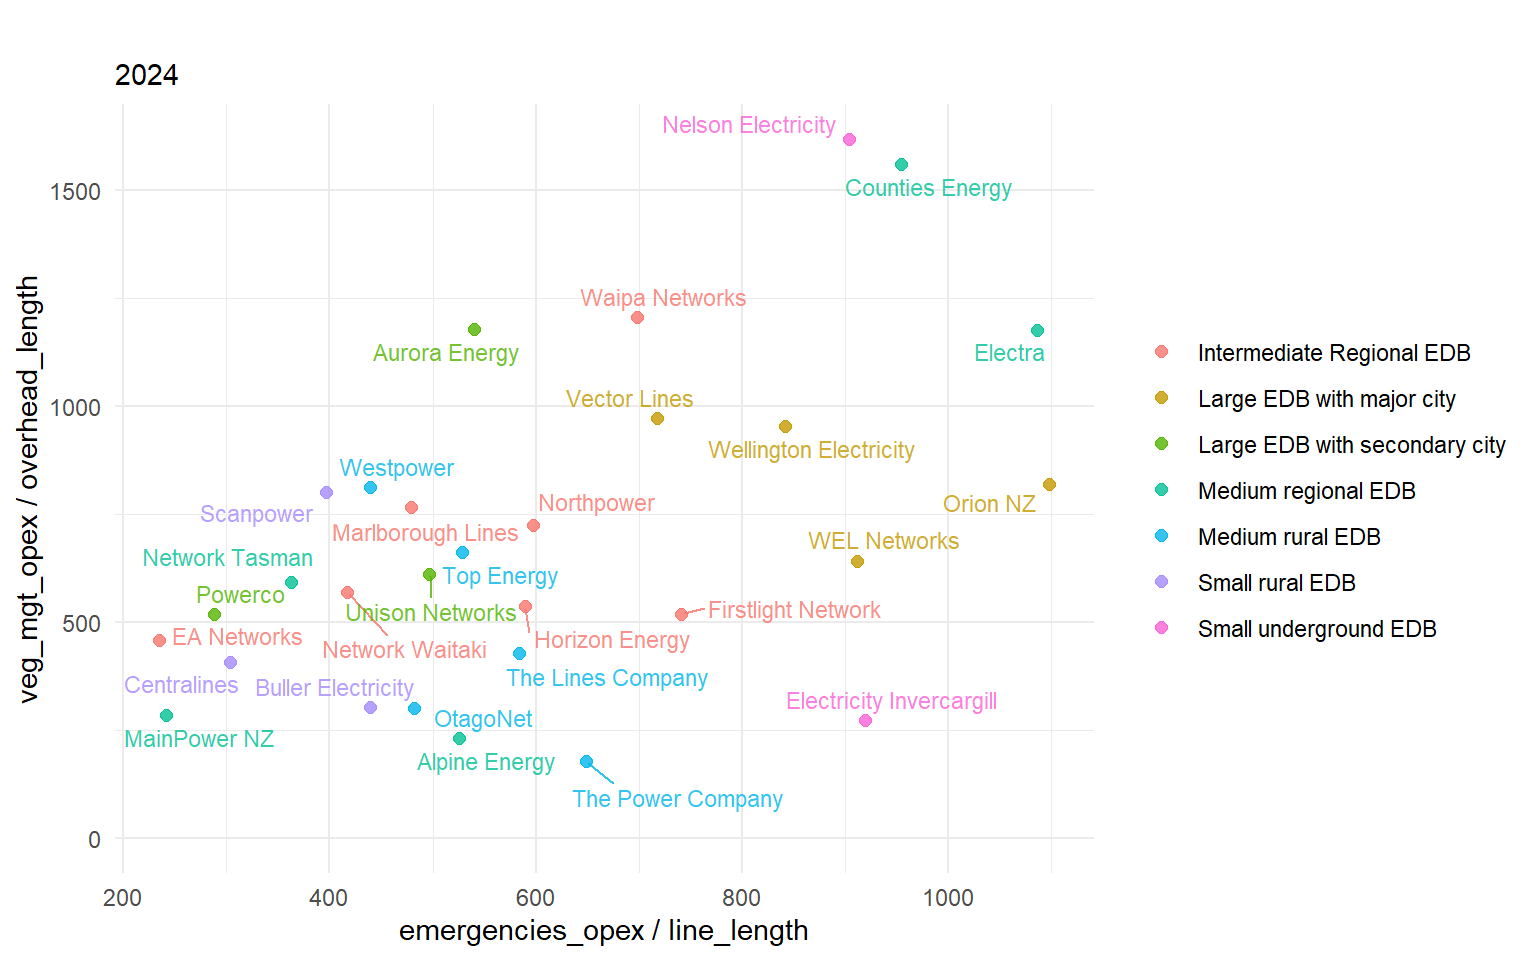 2024
Nelson Electricity
Counties Energy
Waipa Networks
Aurora Energy
Electra
Vector Lines
Wellington Electricity
Westpower
Scanpower
Northpower
Orion NZ
Marlborough Lines
WEL Networks
Network Tasman
Top Energy
Powerco
Unison Networks
Firstlight Network
EA Networks
Horizon Energy
Network Waitaki
The Lines Company
Centralines
Buller Electricity
Electricity Invercargill
OtagoNet
MainPower NZ
Alpine Energy
The Power Company
1500
1000
500
0
200 400 600 800 1000
emergencies_opex / line_length
veg_mgt_opex / overhead_length
Intermediate Regional EDB
Large EDB with major city
Large EDB with secondary city
Medium regional EDB
Medium rural EDB
Small rural EDB
Small underground EDB